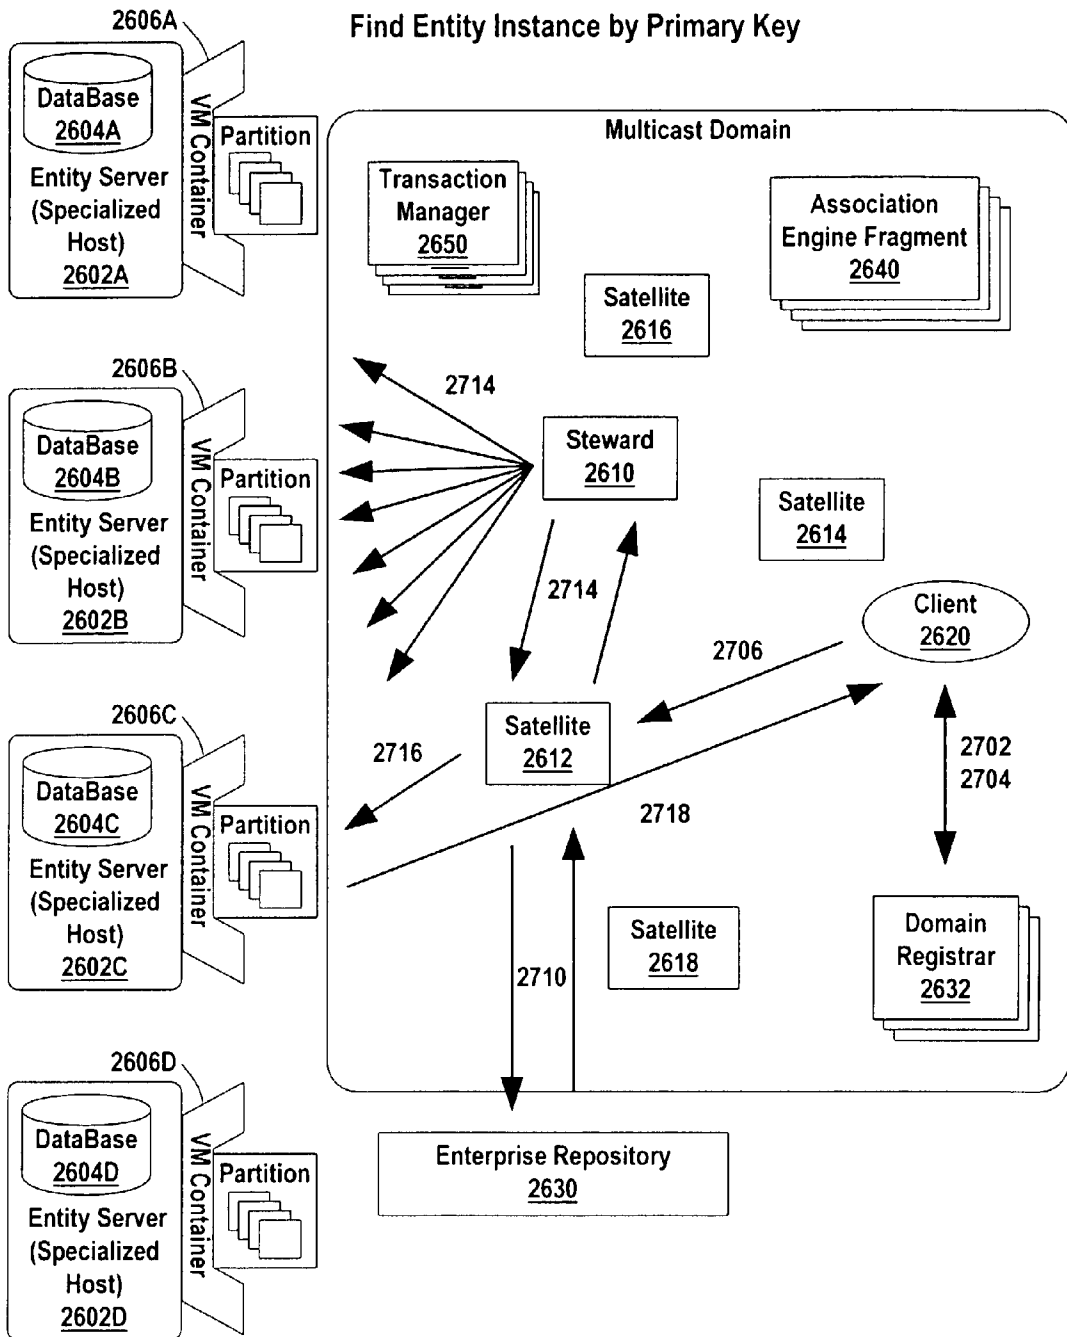 2606A
Find Entity Instance by Primary Key
DataBase
2604A
Entity Server
(Specialized
Host)
2602A
VM Container
Partition
Multicast Domain
Transaction
Manager
2650
Association
Engine Fragment
2640
Satellite
2616
2606B
DataBase
2604B
Entity Server
(Specialized
Host)
2602B
VM Container
Partition
2714
Steward
2610
Satellite
2614
2714
Client
2620
2706
2606C
DataBase
2604C
Entity Server
(Specialized
Host)
2602C
VM Container
Partition
2716
Satellite
2612
2702
2704
2718
Satellite
2618
2710
Domain
Registrar
2632
2606D
DataBase
2604D
Entity Server
(Specialized
Host)
2602D
VM Container
Partition
Enterprise Repository
2630